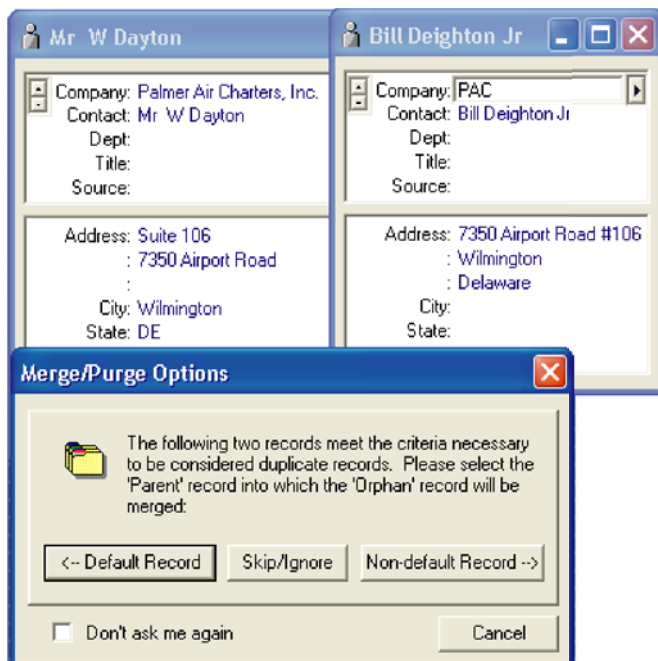 Mr W Dayton
Company: Palmer Air Charters, Inc.
Contact: Mr W Dayton
Dept:
Title:
Source:
Address: Suite 106
: 7350 Airport Road
:
City: Wilmington
State: DE
Bill Deighton Jr
Company: PAC
Contact: Bill Deighton Jr
Dept:
Title:
Source:
Address: 7350 Airport Road #106
: Wilmington
: Delaware
City:
State:
Merge/Purge Options
The following two records meet the criteria necessary
to be considered duplicate records. Please select the
'Parent' record into which the 'Orphan' record will be
merged:
<-- Default Record
Skip/Ignore
Non-default Record -->
Don't ask me again
Cancel